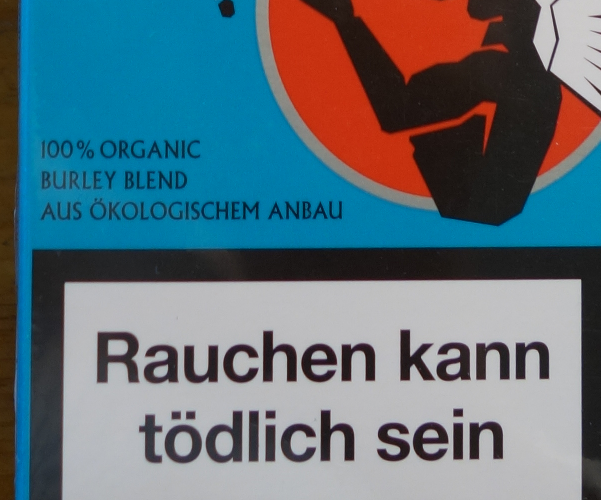 100% ORGANIC
BURLEY BLEND
AUS ÖKOLOGISCHEM ANBAU
Rauchen kann
tödlich sein